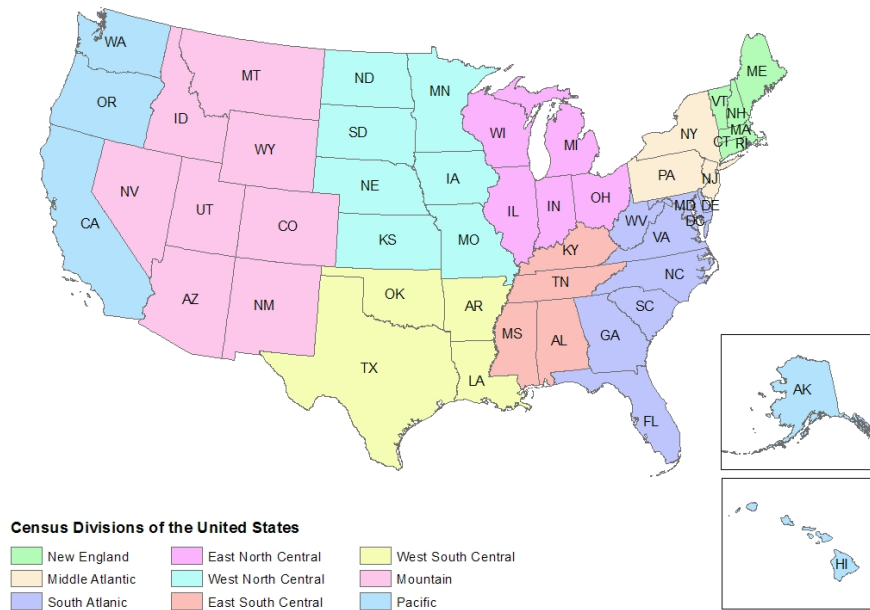 WA
MT
ND
MN
ME
OR
ID
SD
WI
MI
VT
NH
NY
MA
CT RI
WY
NE
IA
PA
NJ
NV
UT
CO
IL
IN
OH
MD DE
DC
CA
KS
MO
WV
VA
KY
NC
AZ
NM
OK
AR
TN
SC
MS
AL
GA
TX
LA
FL
AK
HI
Census Divisions of the United States
New England
East North Central
West South Central
Middle Atlantic
West North Central
Mountain
South Atlanic
East South Central
Pacific